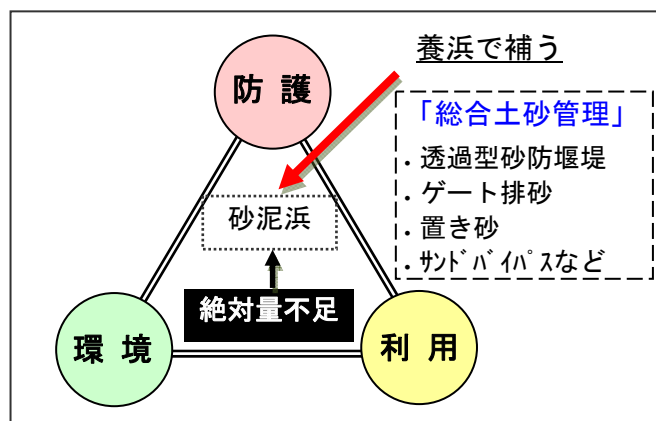 養浜で補う
防 護
「総合土砂管理」
．透過型砂防堰堤
．ゲート排砂
．置き砂
．ｻﾝﾄﾞﾊﾞｲﾊﾟｽなど
砂泥浜
絶対量不足
環 境
利 用